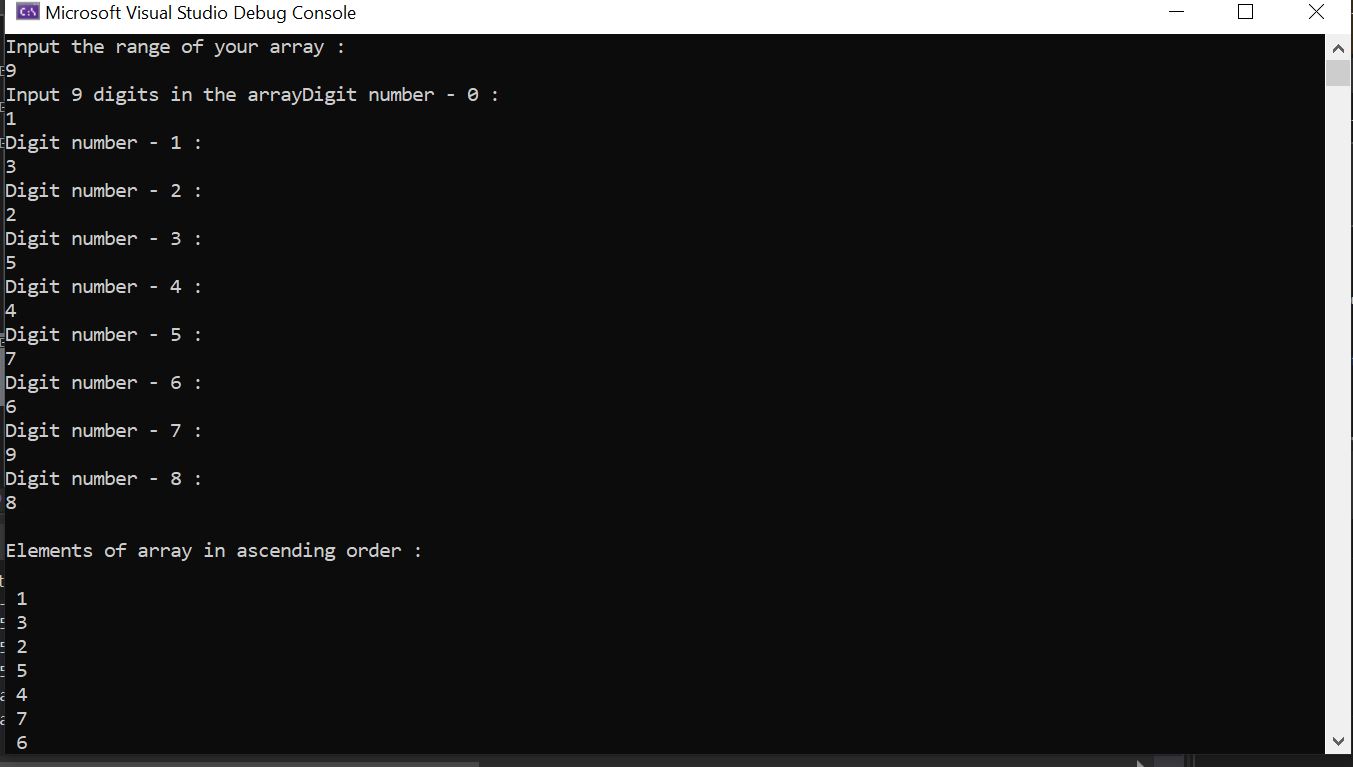 Microsoft Visual Studio Debug Console
Input the range of your array :
9
Input 9 digits in the arrayDigit number - 0 :
1
Digit number - 1 :
3
Digit number - 2 :
2
Digit number - 3 :
5
Digit number - 4 :
4
Digit number - 5 :
7
Digit number - 6 :
6
Digit number - 7 :
9
Digit number - 8 :
8
Elements of array in ascending order :
1
3
2
5
4
7
6